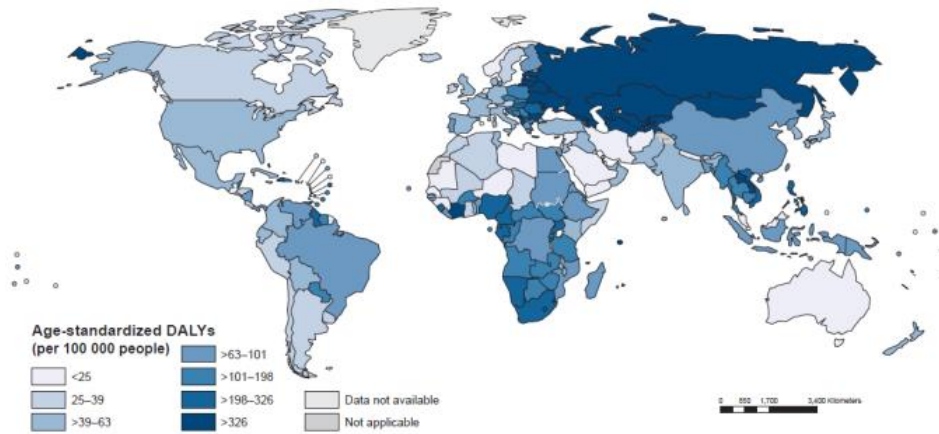 Age-standardized DALYs
(per 100 000 people)
<25
25–39
>39–63
>63–101
>101–198
>198–326
>326
Data not available
Not applicable
0 850 1,700 3,400 Kilometers